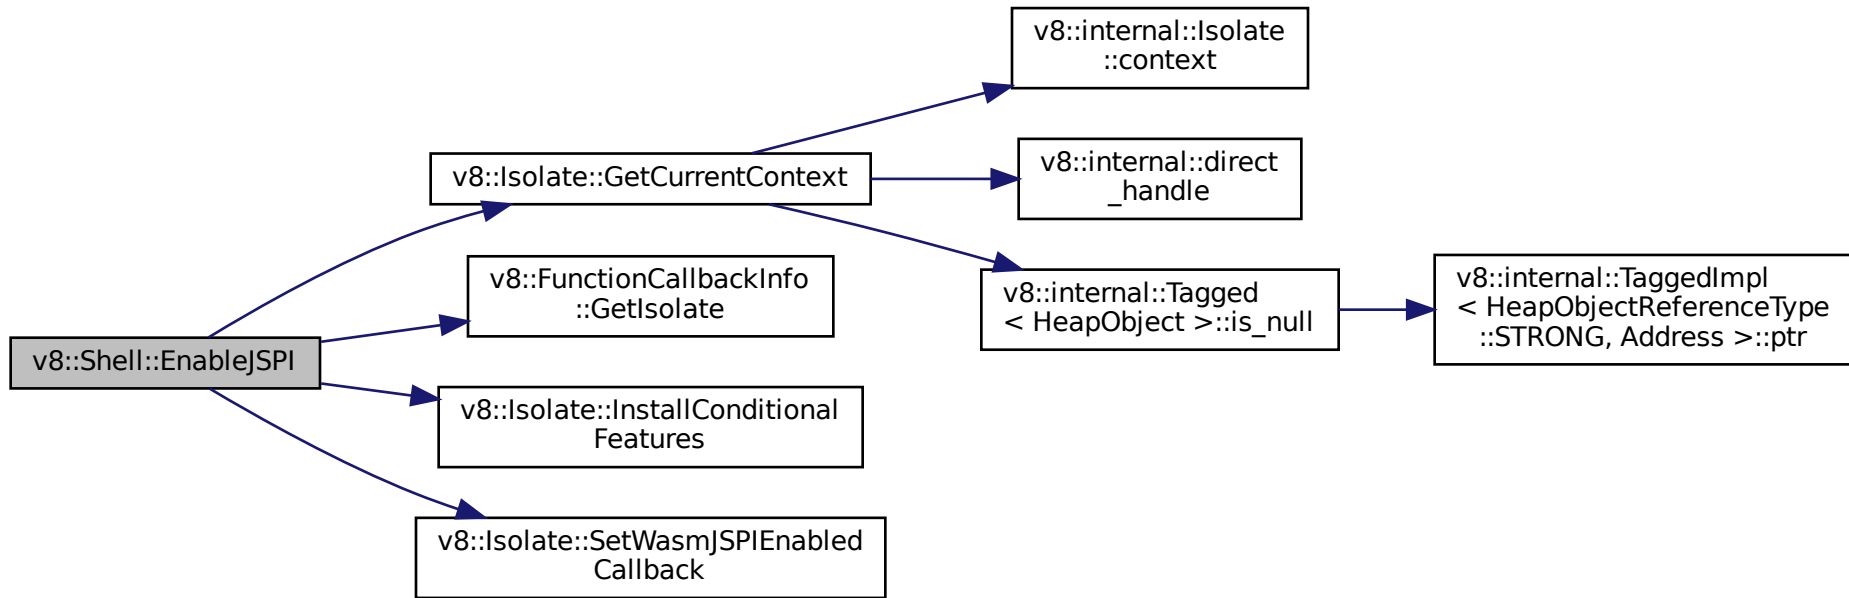 v8::Shell::EnableJSPI
v8::Isolate::GetCurrentContext
v8::FunctionCallbackInfo
::GetIsolate
v8::Isolate::InstallConditional
Features
v8::Isolate::SetWasmJSPIEnabled
Callback
v8::internal::Isolate
::context
v8::internal::direct
_handle
v8::internal::Tagged
< HeapObject >::is_null
v8::internal::TaggedImpl
< HeapObjectReferenceType
::STRONG, Address >::ptr